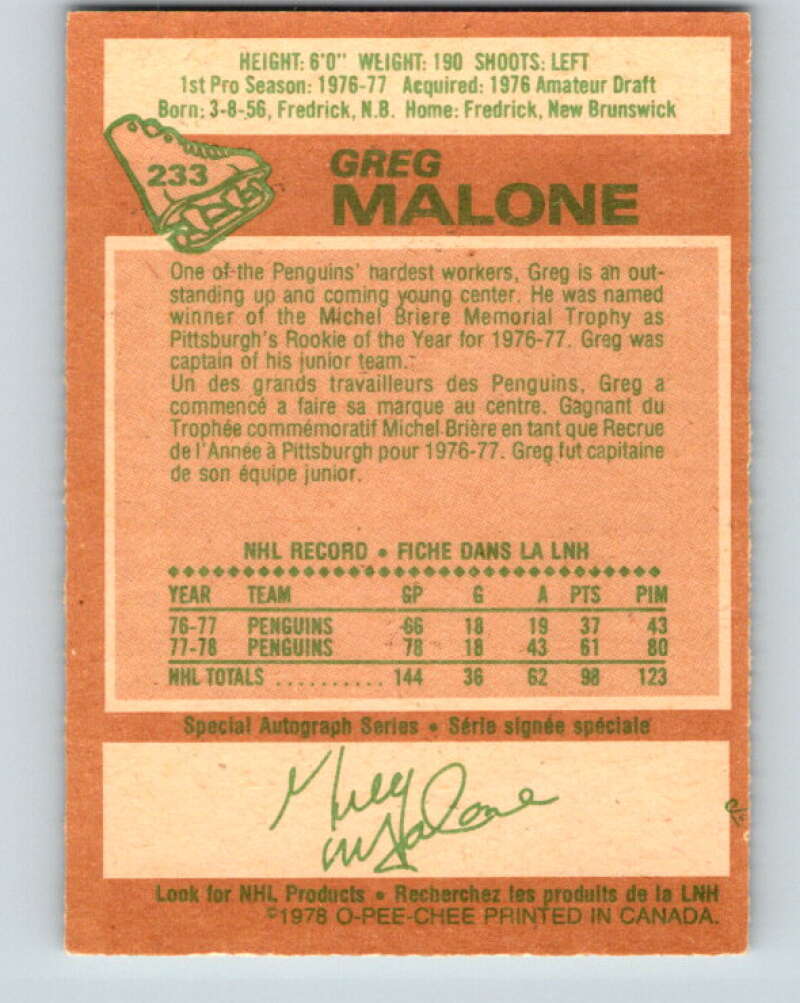 HEIGHT: 6'0" WEIGHT: 190 SHOOTS: LEFT
1st Pro Season: 1976-77 Acquired: 1976 Amateur Draft
Born: 3-8-56, Fredrick, N.B. Home: Fredrick, New Brunswick
233
GREG
MALONE
One of the Penguins' hardest workers, Greg is an out-
standing up and coming young center. He was named
winner of the Michel Briere Memorial Trophy as
Pittsburgh's Rookie of the Year for 1976-77. Greg was
captain of his junior team.
Un des grands travailleurs des Penguins, Greg a
commencé a faire sa marque au centre. Gagnant du
Trophée commémoratif Michel Brière en tant que Recrue
de l'Année à Pittsburgh pour 1976-77. Greg fut capitaine
de son équipe junior.
NHL RECORD • FICHE DANS LA LNH
YEAR TEAM GP G A PTS PIM
76-77 PENGUINS 66 18 19 37 43
77-78 PENGUINS 78 18 43 61 80
NHL TOTALS .......... 144 36 62 98 123
Special Autograph Series • Série signée spéciale
Greg
Malone
Look for NHL Products • Recherchez les produits de la LNH
©1978 O-PEE-CHEE PRINTED IN CANADA.